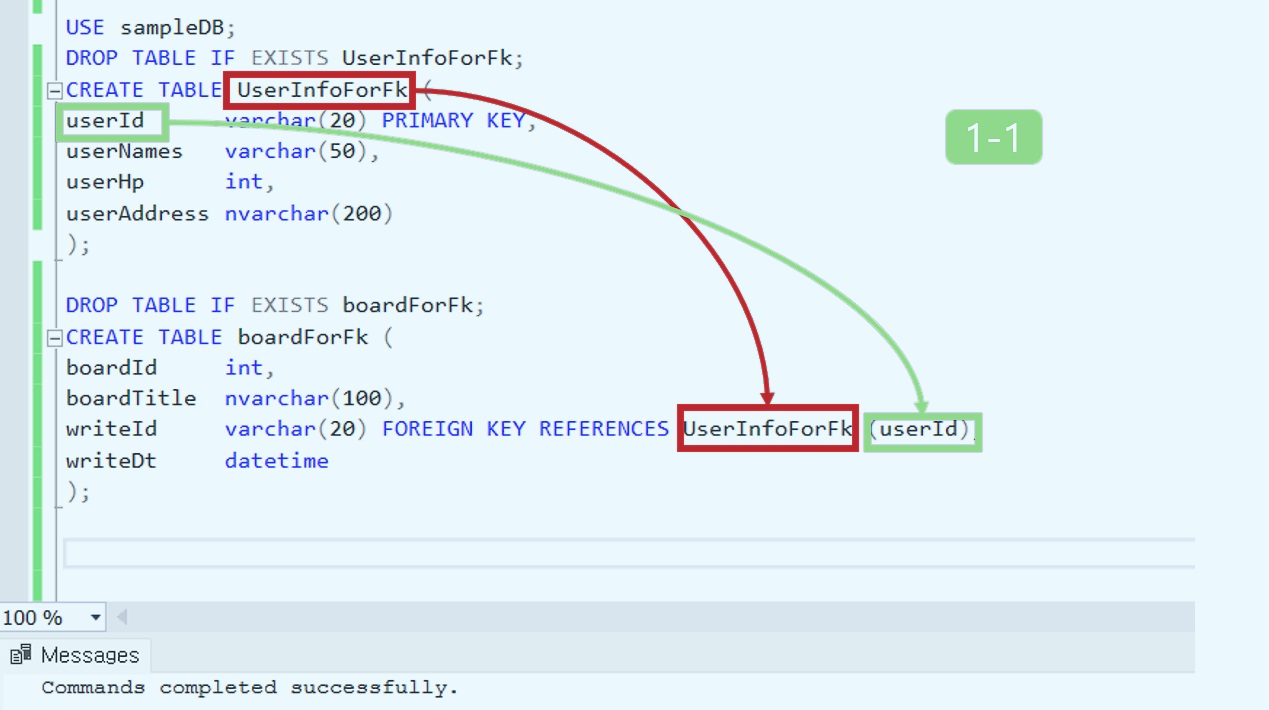 USE sampleDB;
DROP TABLE IF EXISTS UserInfoForFk;
CREATE TABLE UserInfoForFk (
userId varchar(20) PRIMARY KEY,
userNames varchar(50),
userHp int,
userAddress nvarchar(200)
);
1-1
DROP TABLE IF EXISTS boardForFk;
CREATE TABLE boardForFk (
boardId int,
boardTitle nvarchar(100),
writeId varchar(20) FOREIGN KEY REFERENCES UserInfoForFk (userId),
writeDt datetime
);
100 %
Messages
Commands completed successfully.